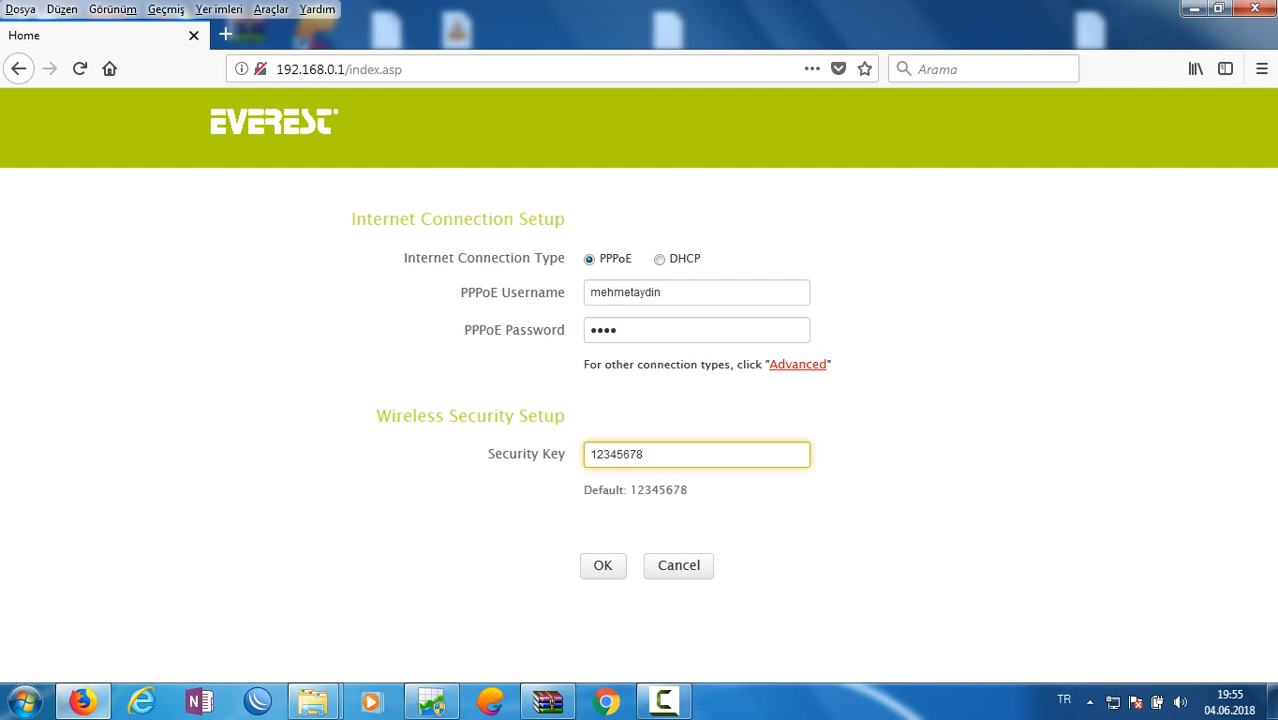 Dosya Düzen Görünüm Geçmiş Yer imleri Araçlar Yardım
Home
192.168.0.1/index.asp
Arama
EVEREST
Internet Connection Setup
Internet Connection Type PPPoE DHCP
PPPoE Username mehmetaydin
PPPoE Password ••••
For other connection types, click "Advanced"
Wireless Security Setup
Security Key 12345678
Default: 12345678
OK Cancel
TR
19:55
04.06.2018